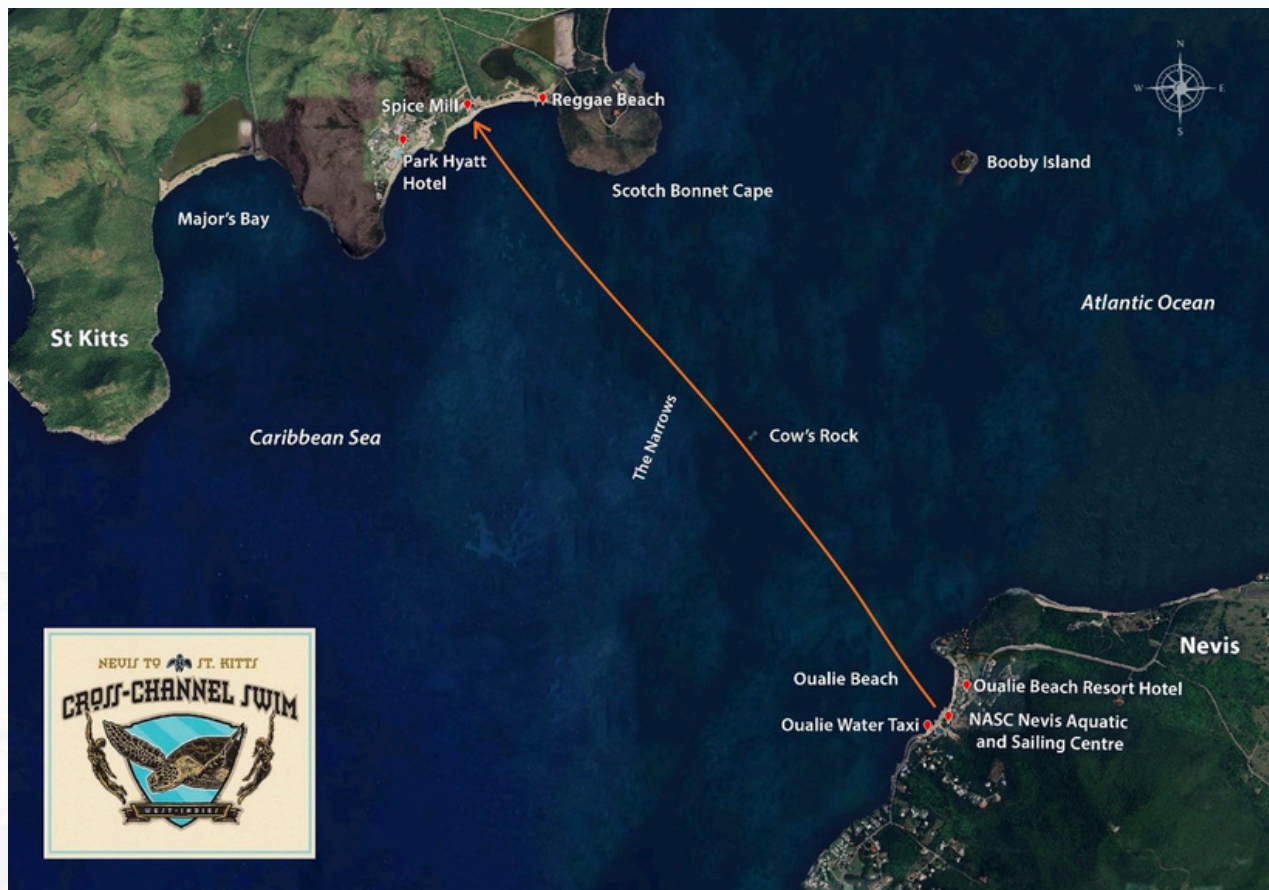 N
W
E
S
Spice Mill
Reggae Beach
Park Hyatt
Hotel
Scotch Bonnet Cape
Booby Island
Major's Bay
Atlantic Ocean
St Kitts
The Narrows
Caribbean Sea
Cow's Rock
Nevis
Oualie Beach
Oualie Beach Resort Hotel
Oualie Water Taxi
NASC Nevis Aquatic
and Sailing Centre
NEVIS TO ST. KITTS
CROSS-CHANNEL SWIM
WEST-INDIES